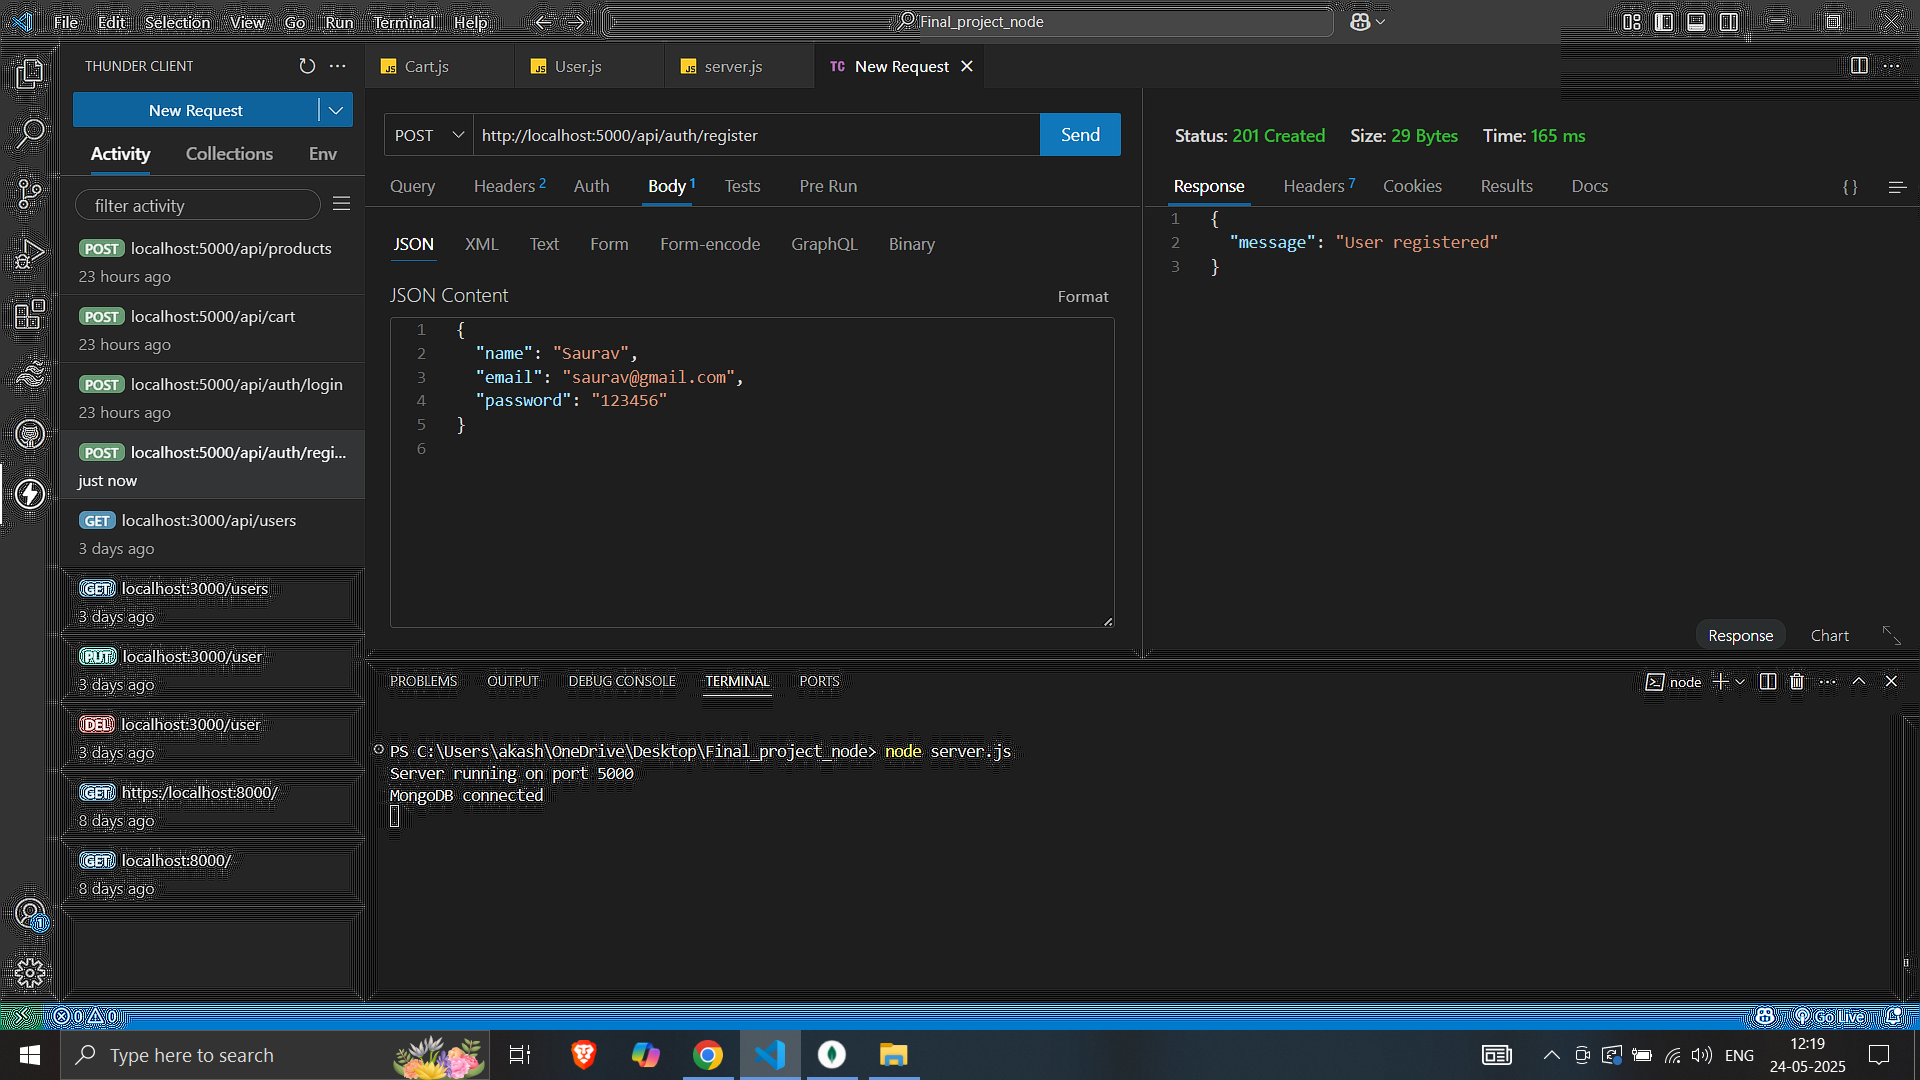 File Edit Selection View Go Run Terminal Help
Final_project_node
THUNDER CLIENT
New Request
Activity Collections Env
filter activity
POST localhost:5000/api/products
23 hours ago
POST localhost:5000/api/cart
23 hours ago
POST localhost:5000/api/auth/login
23 hours ago
POST localhost:5000/api/auth/regi...
just now
GET localhost:3000/api/users
3 days ago
GET localhost:3000/users
3 days ago
PUT localhost:3000/user
3 days ago
DEL localhost:3000/user
3 days ago
GET https:/localhost:8000/
8 days ago
GET localhost:8000/
8 days ago
JS Cart.js JS User.js JS server.js TC New Request
POST http://localhost:5000/api/auth/register Send
Query Headers 2 Auth Body 1 Tests Pre Run
JSON XML Text Form Form-encode GraphQL Binary
JSON Content Format
1 {
2 "name": "Saurav",
3 "email": "saurav@gmail.com",
4 "password": "123456"
5 }
6
Status: 201 Created Size: 29 Bytes Time: 165 ms
Response Headers 7 Cookies Results Docs { }
1 {
2 "message": "User registered"
3 }
Response Chart
PROBLEMS OUTPUT DEBUG CONSOLE TERMINAL PORTS
node
PS C:\Users\akash\OneDrive\Desktop\Final_project_node> node server.js
Server running on port 5000
MongoDB connected
1
0 0
Go Live
Type here to search
ENG
12:19
24-05-2025